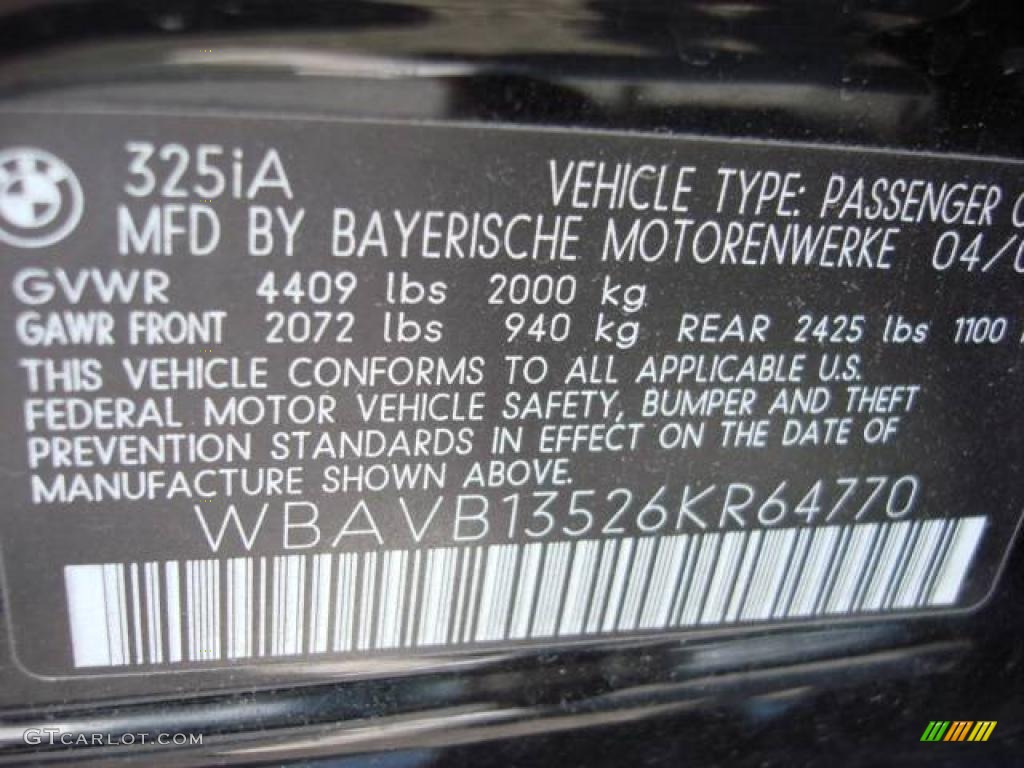 325iA VEHICLE TYPE: PASSENGER
MFD BY BAYERISCHE MOTORENWERKE 04/
GVWR 4409 lbs 2000 kg
GAWR FRONT 2072 lbs 940 kg REAR 2425 lbs 1100
THIS VEHICLE CONFORMS TO ALL APPLICABLE U.S.
FEDERAL MOTOR VEHICLE SAFETY, BUMPER AND THEFT
PREVENTION STANDARDS IN EFFECT ON THE DATE OF
MANUFACTURE SHOWN ABOVE.
WBAVB13526KR64770
GTCARLOT.COM